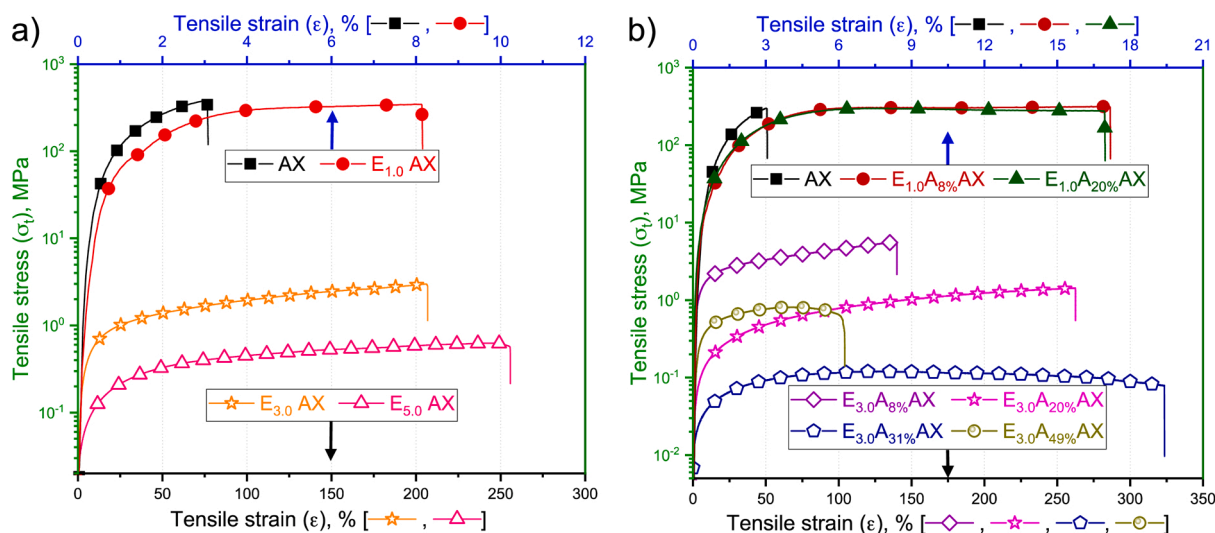 a)
Tensile strain (ε), % [ , ]
0 2 4 6 8 10 12
Tensile stress (σt), MPa
10³
10²
10¹
10⁰
10⁻¹
AX E1.0 AX
E3.0 AX E5.0 AX
0 50 100 150 200 250 300
Tensile strain (ε), % [ , ]
b)
Tensile strain (ε), % [ , , ]
0 3 6 9 12 15 18 21
Tensile stress (σt), MPa
10³
10²
10¹
10⁰
10⁻¹
10⁻²
AX E1.0A8%AX E1.0A20%AX
E3.0A8%AX E3.0A20%AX
E3.0A31%AX E3.0A49%AX
0 50 100 150 200 250 300 350
Tensile strain (ε), % [ , , , ]